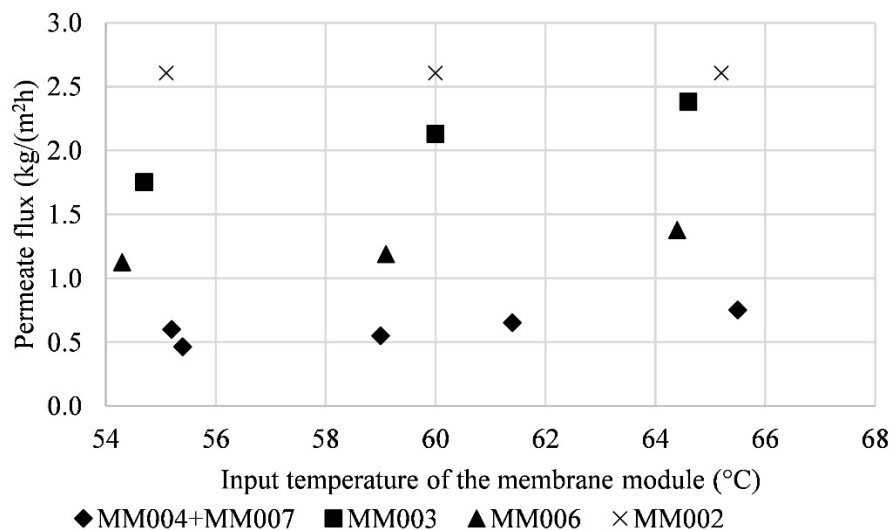 3.0
2.5
2.0
1.5
1.0
0.5
0.0
Permeate flux (kg/(m²h)
54 56 58 60 62 64 66 68
Input temperature of the membrane module (°C)
MM004+MM007 MM003 MM006 MM002